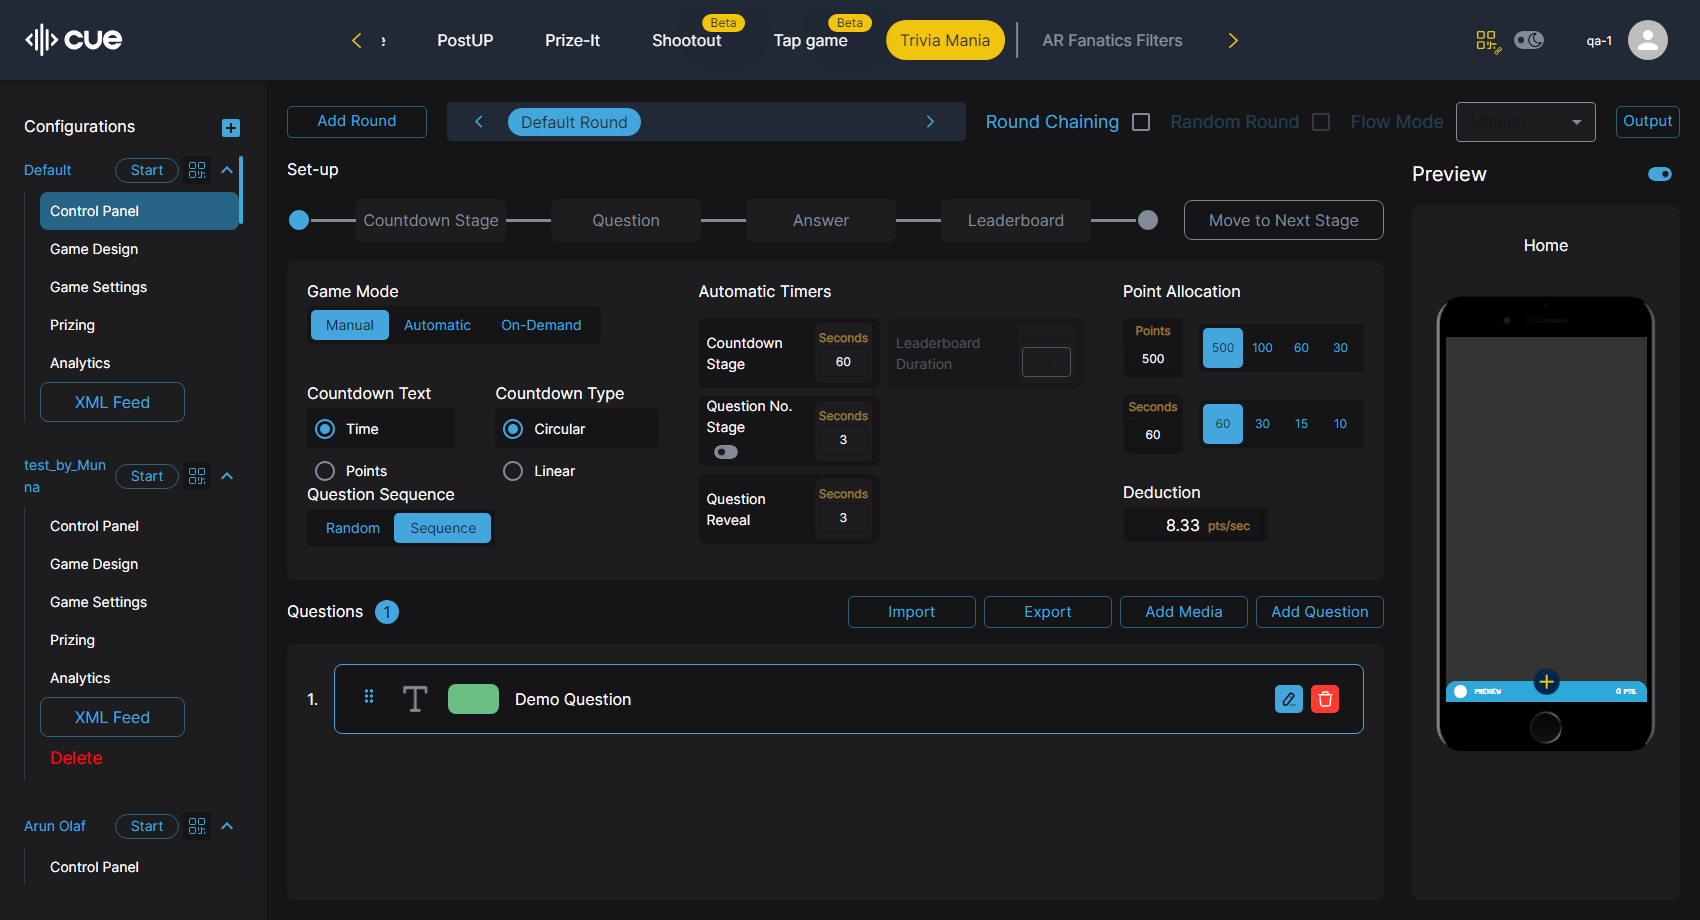 cue
e
PostUP
Prize-It
Beta
Shootout
Beta
Tap game
Trivia Mania
AR Fanatics Filters
qa-1
Configurations
Default
Start
Control Panel
Game Design
Game Settings
Prizing
Analytics
XML Feed
test_by_Mun
na
Start
Control Panel
Game Design
Game Settings
Prizing
Analytics
XML Feed
Delete
Arun Olaf
Start
Control Panel
Add Round
Default Round
Round Chaining
Random Round
Flow Mode
Manual
Output
Set-up
Countdown Stage
Question
Answer
Leaderboard
Move to Next Stage
Game Mode
Manual
Automatic
On-Demand
Countdown Text
Time
Points
Countdown Type
Circular
Linear
Question Sequence
Random
Sequence
Automatic Timers
Countdown
Stage
Seconds
60
Leaderboard
Duration
Question No.
Stage
Seconds
3
Question
Reveal
Seconds
3
Point Allocation
Points
500
500
100
60
30
Seconds
60
60
30
15
10
Deduction
8.33 pts/sec
Questions 1
Import
Export
Add Media
Add Question
1.
T
Demo Question
Preview
Home
PREVIEW
0 PTS.